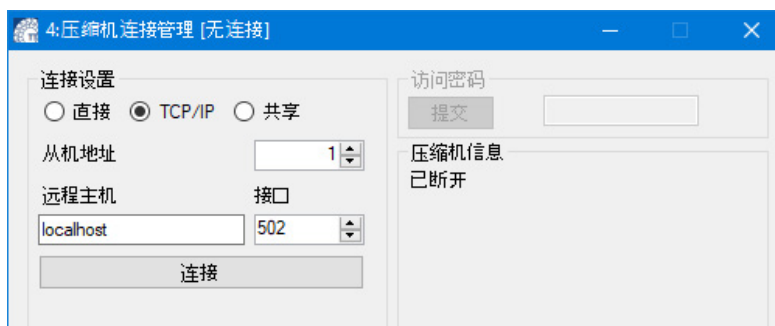 4:压缩机连接管理 [无连接]
连接设置
直接 TCP/IP 共享
从机地址 1
远程主机 接口
localhost 502
连接
访问密码
提交
压缩机信息
已断开